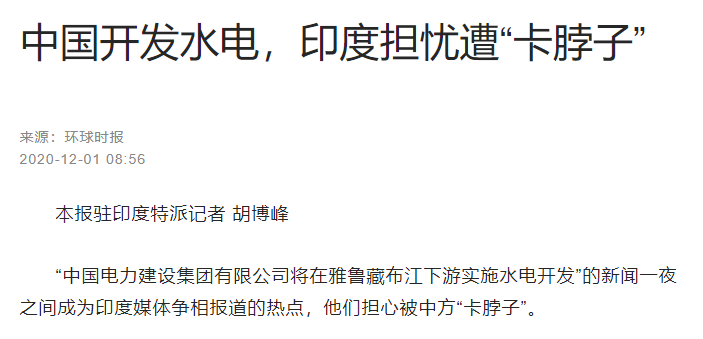 中国开发水电，印度担忧遭“卡脖子”
来源：环球时报
2020-12-01 08:56
本报驻印度特派记者 胡博峰
“中国电力建设集团有限公司将在雅鲁藏布江下游实施水电开发”的新闻一夜
之间成为印度媒体争相报道的热点，他们担心被中方“卡脖子”。